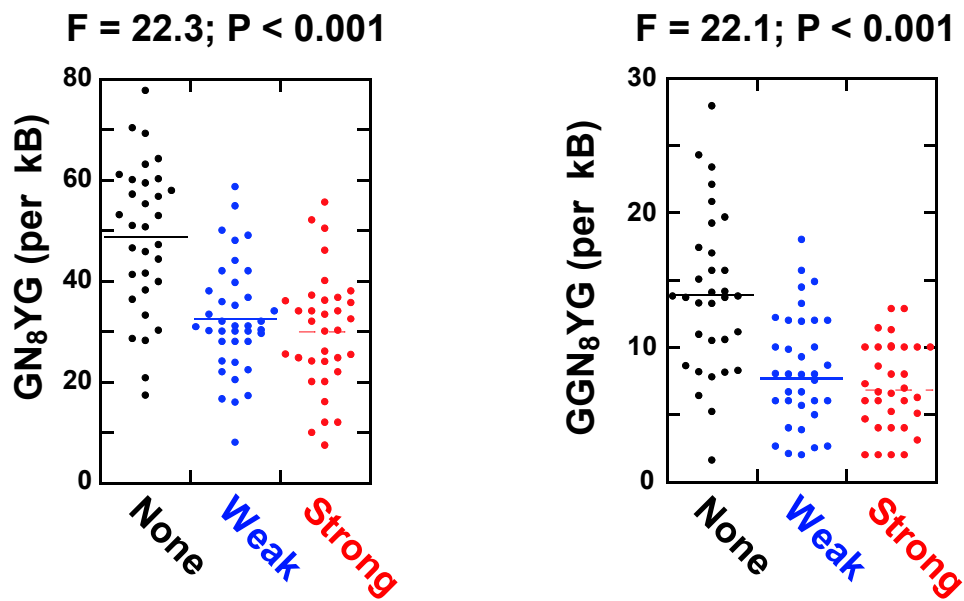 F = 22.3; P < 0.001
GN₈YG (per kB)
80
60
40
20
0
None
Weak
Strong
F = 22.1; P < 0.001
GGN₈YG (per kB)
30
20
10
0
None
Weak
Strong